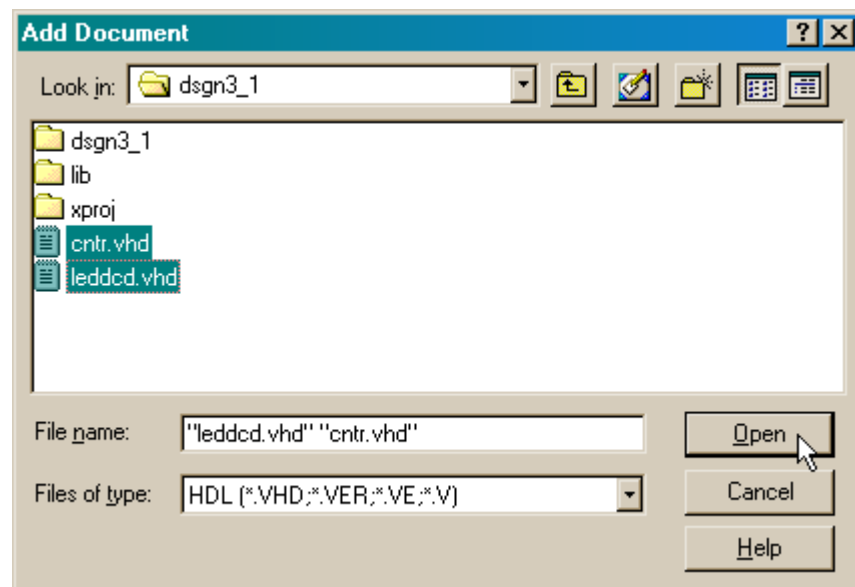 Add Document
Look in: dsgn3_1
dsgn3_1
lib
xproj
cntr.vhd
leddcd.vhd
File name: "leddcd.vhd" "cntr.vhd" Open
Files of type: HDL (*.VHD;*.VER;*.VE;*.V) Cancel
Help